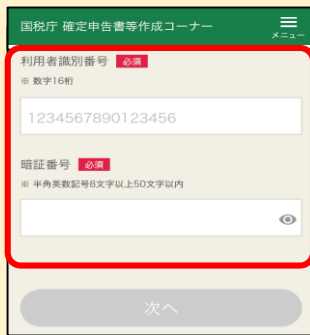 国税庁 確定申告書等作成コーナー
メニュー
利用者識別番号 必須
※ 数字16桁
1234567890123456
暗証番号 必須
※ 半角英数記号8文字以上50文字以内
次へ